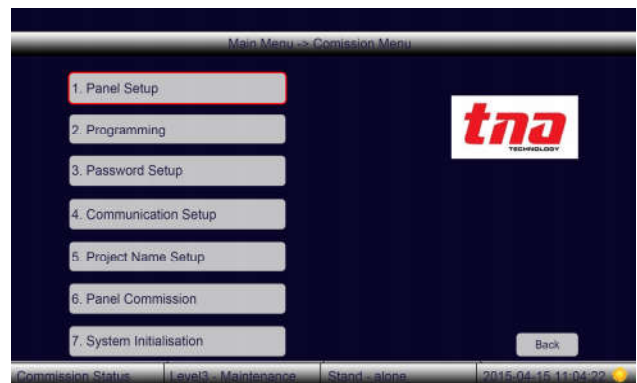 Main Menu -> Comission Menu
1. Panel Setup
tna
TECHNOLOGY
2. Programming
3. Password Setup
4. Communication Setup
5. Project Name Setup
6. Panel Commission
7. System Initialisation
Back
Commission Status Level3 - Maintenance Stand - alone 2015-04-15 11:04:22